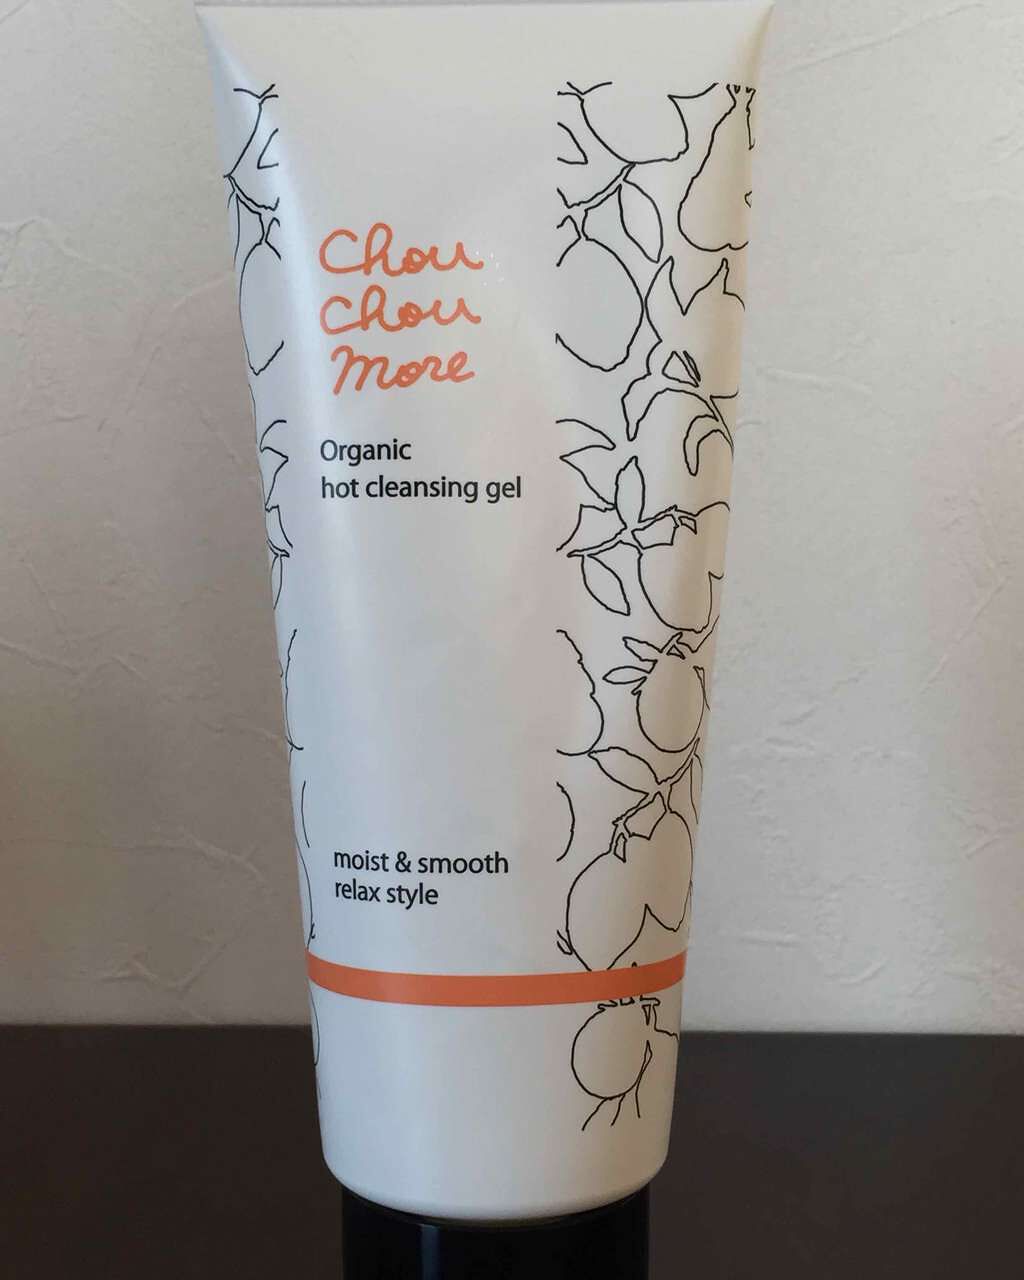 Chou
Chou
More
Organic
hot cleansing gel
moist & smooth
relax style